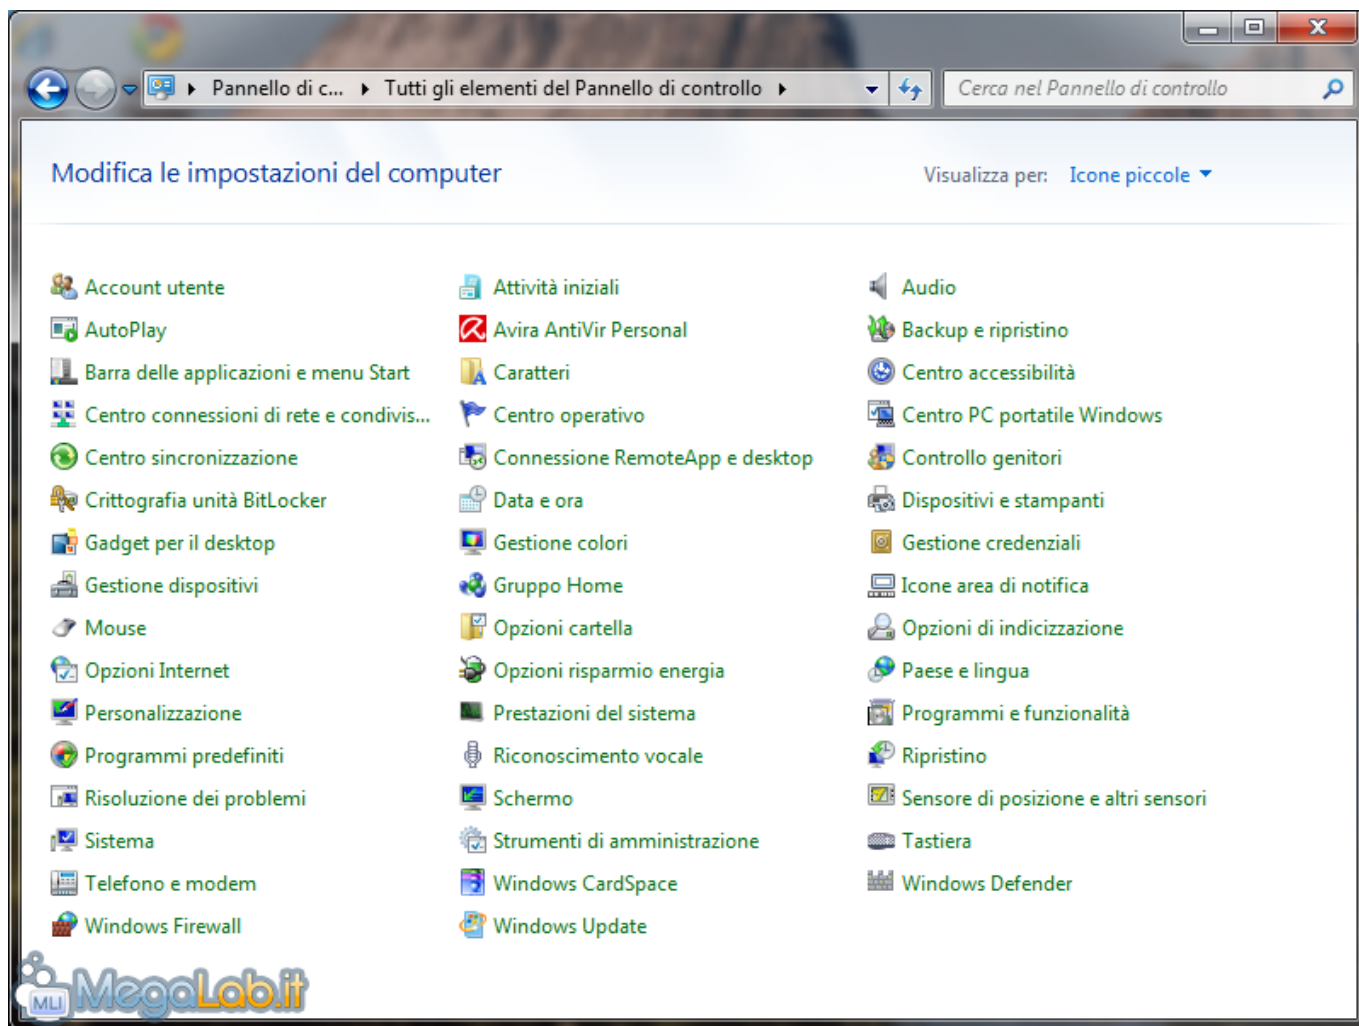 Pannello di c... Tutti gli elementi del Pannello di controllo Cerca nel Pannello di controllo
Modifica le impostazioni del computer Visualizza per: Icone piccole
Account utente Attività iniziali Audio
AutoPlay Avira AntiVir Personal Backup e ripristino
Barra delle applicazioni e menu Start Caratteri Centro accessibilità
Centro connessioni di rete e condivis... Centro operativo Centro PC portatile Windows
Centro sincronizzazione Connessione RemoteApp e desktop Controllo genitori
Crittografia unità BitLocker Data e ora Dispositivi e stampanti
Gadget per il desktop Gestione colori Gestione credenziali
Gestione dispositivi Gruppo Home Icone area di notifica
Mouse Opzioni cartella Opzioni di indicizzazione
Opzioni Internet Opzioni risparmio energia Paese e lingua
Personalizzazione Prestazioni del sistema Programmi e funzionalità
Programmi predefiniti Riconoscimento vocale Ripristino
Risoluzione dei problemi Schermo Sensore di posizione e altri sensori
Sistema Strumenti di amministrazione Tastiera
Telefono e modem Windows CardSpace Windows Defender
Windows Firewall Windows Update
MLI MegaLab.it